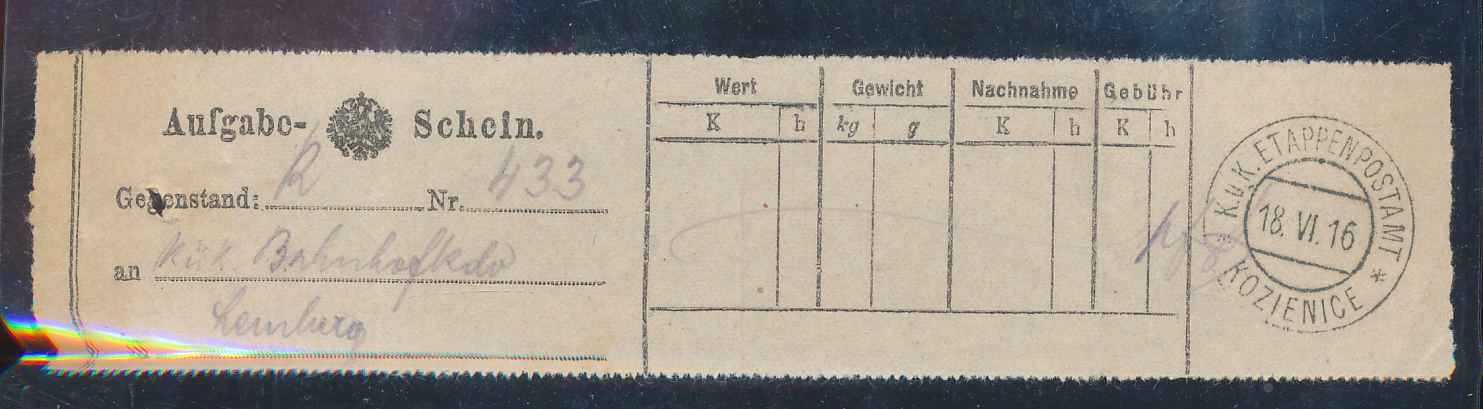 Aufgabe- Schein.
Gegenstand: R Nr. 433
an K.u.K. Bahnhofkdo
Lemberg
Wert Gewicht Nachnahme Gebühr
K h kg g K h K h
K.u.K. ETAPPENPOSTAMT
18. VI. 16
* KOZIENICE *